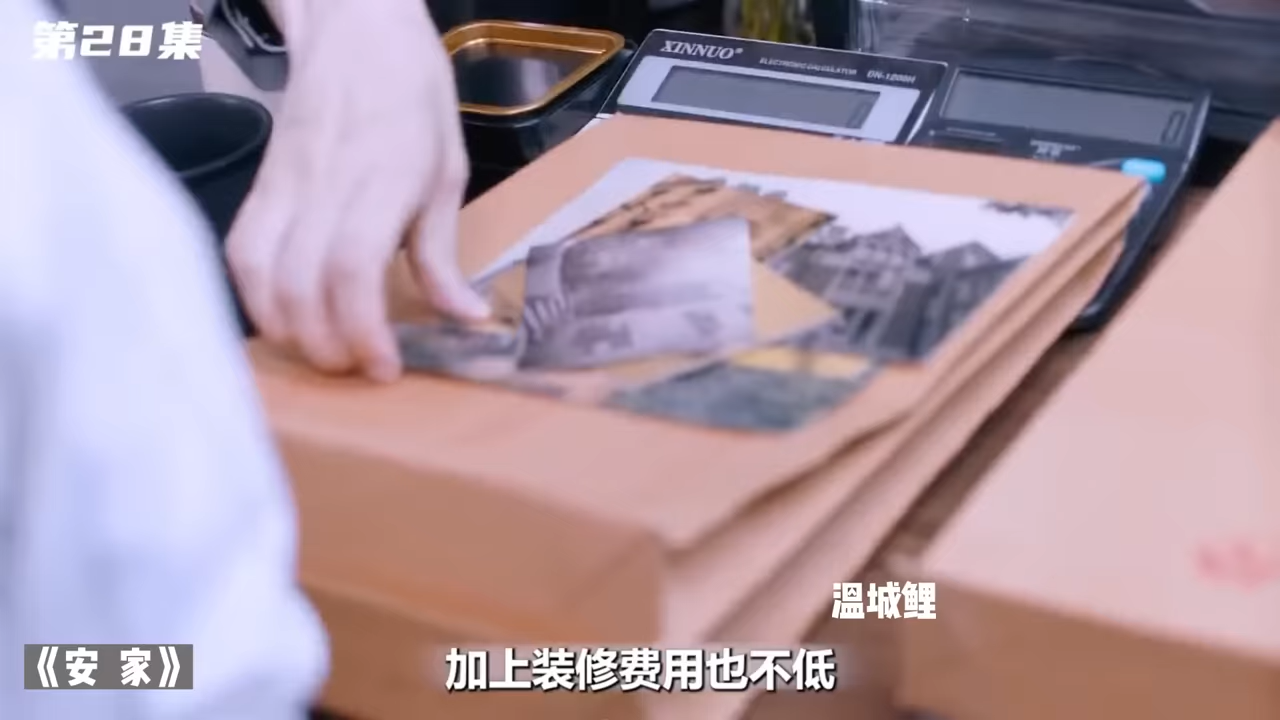 第28集
XINNUO®
ELECTRONIC CALCULATOR DN-1200H
温城鲤
《安 家》
加上装修费用也不低